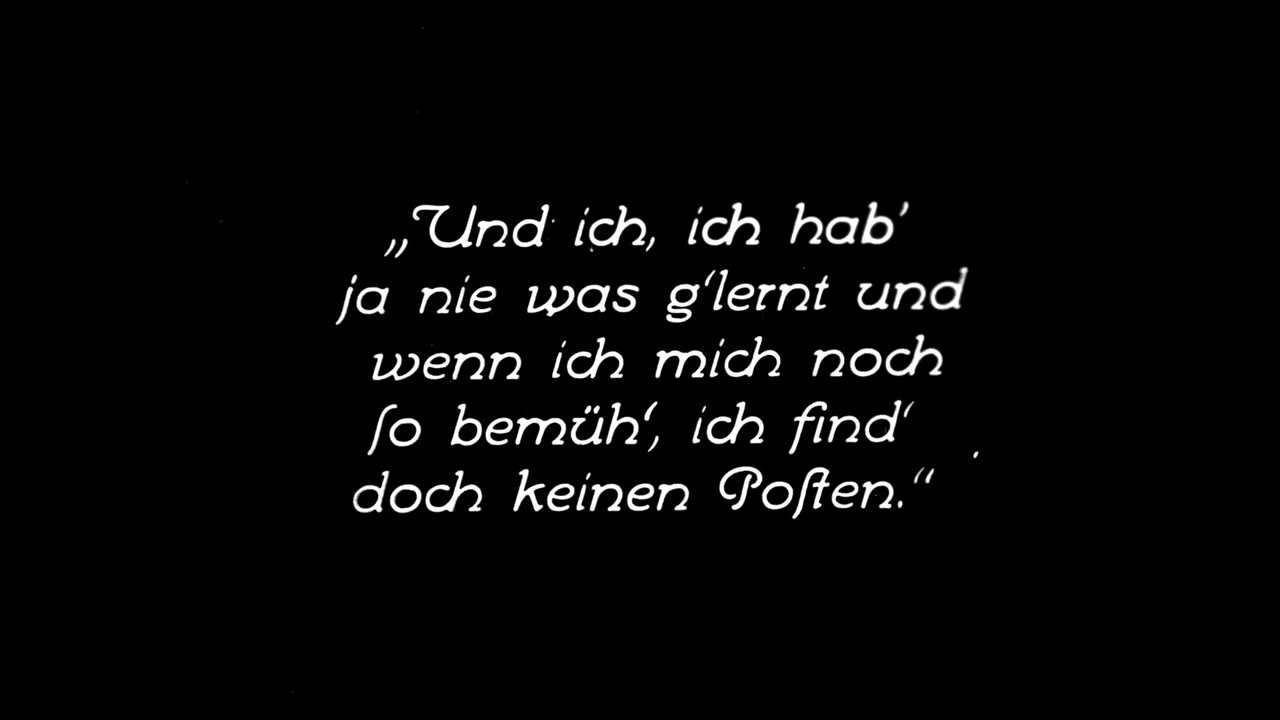 „Und ich, ich hab’
ja nie was g‘lernt und
wenn ich mich noch
ſo bemüh‘, ich find‘
doch keinen Poſten.“